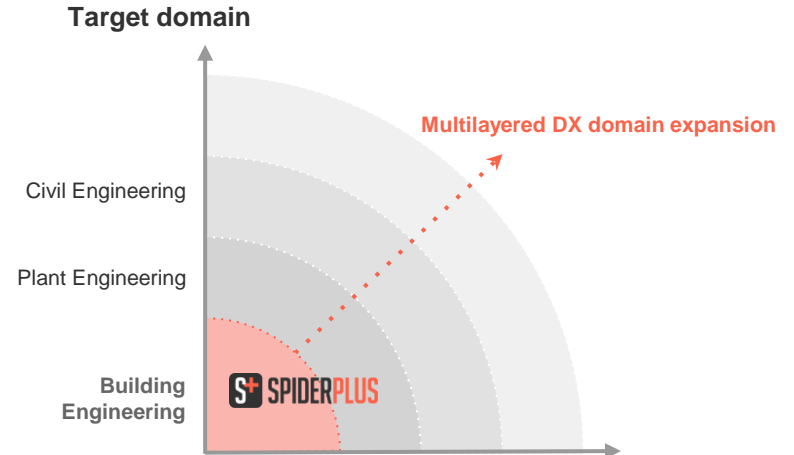 Target domain
Multilayered DX domain expansion
Civil Engineering
Plant Engineering
Building
Engineering
S+ SPIDERPLUS